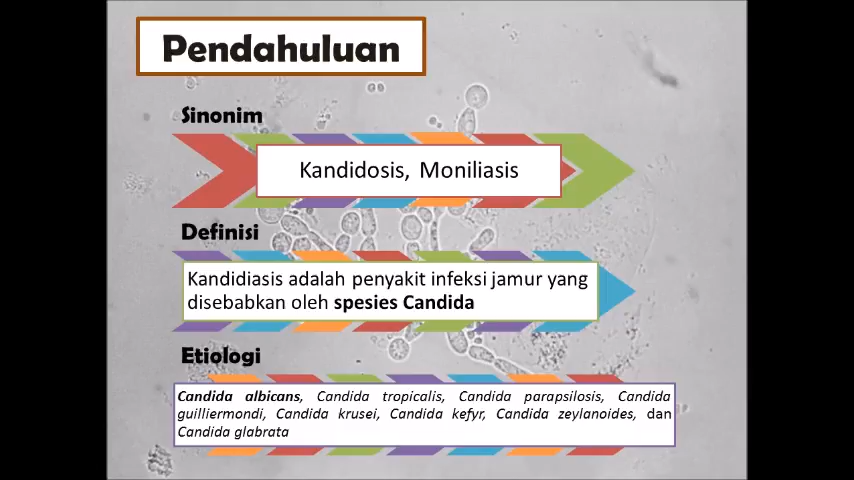 Pendahuluan
Sinonim
Kandidosis, Moniliasis
Definisi
Kandidiasis adalah penyakit infeksi jamur yang
disebabkan oleh spesies Candida
Etiologi
Candida albicans, Candida tropicalis, Candida parapsilosis, Candida
guilliermondi, Candida krusei, Candida kefyr, Candida zeylanoides, dan
Candida glabrata